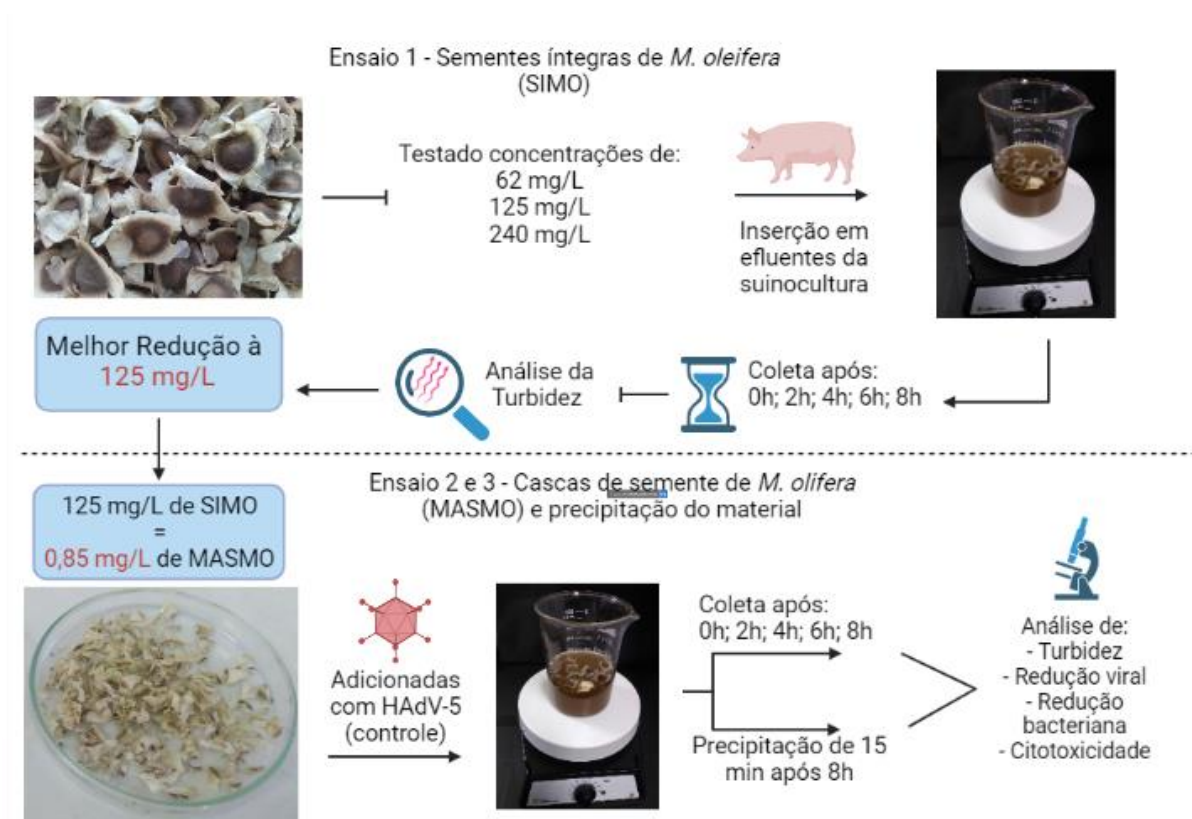 Ensaio 1 - Sementes íntegras de M. oleifera
(SIMO)
Testado concentrações de:
62 mg/L
125 mg/L
240 mg/L
Inserção em
efluentes da
suinocultura
Coleta após:
0h; 2h; 4h; 6h; 8h
Análise da
Turbidez
Melhor Redução à
125 mg/L
Ensaio 2 e 3 - Cascas de semente de M. olifera
(MASMO) e precipitação do material
125 mg/L de SIMO
=
0,85 mg/L de MASMO
Adicionadas
com HAdV-5
(controle)
Coleta após:
0h; 2h; 4h; 6h; 8h
Precipitação de 15
min após 8h
Análise de:
- Turbidez
- Redução viral
- Redução
bacteriana
- Citotoxicidade